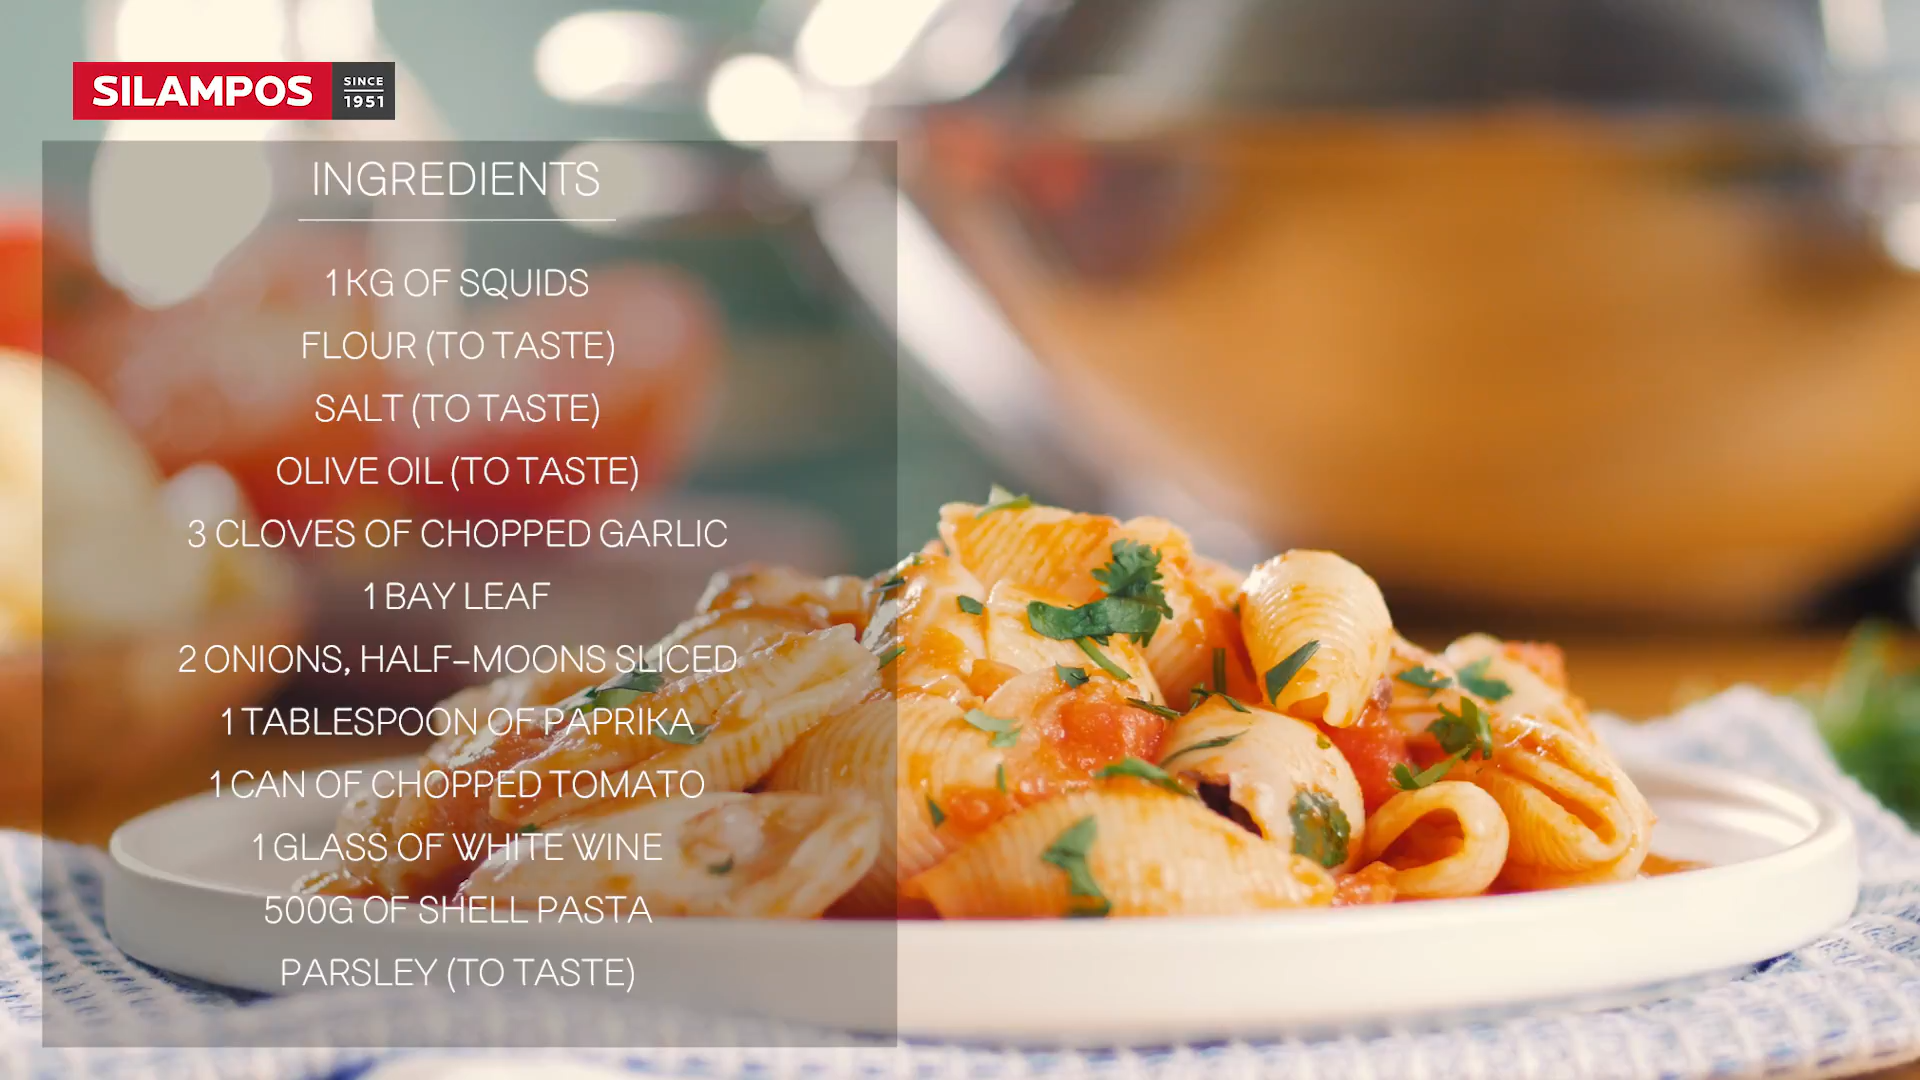 SILAMPOS
SINCE
1951
INGREDIENTS
1 KG OF SQUIDS
FLOUR (TO TASTE)
SALT (TO TASTE)
OLIVE OIL (TO TASTE)
3 CLOVES OF CHOPPED GARLIC
1 BAY LEAF
2 ONIONS, HALF-MOONS SLICED
1 TABLESPOON OF PAPRIKA
1 CAN OF CHOPPED TOMATO
1 GLASS OF WHITE WINE
500G OF SHELL PASTA
PARSLEY (TO TASTE)